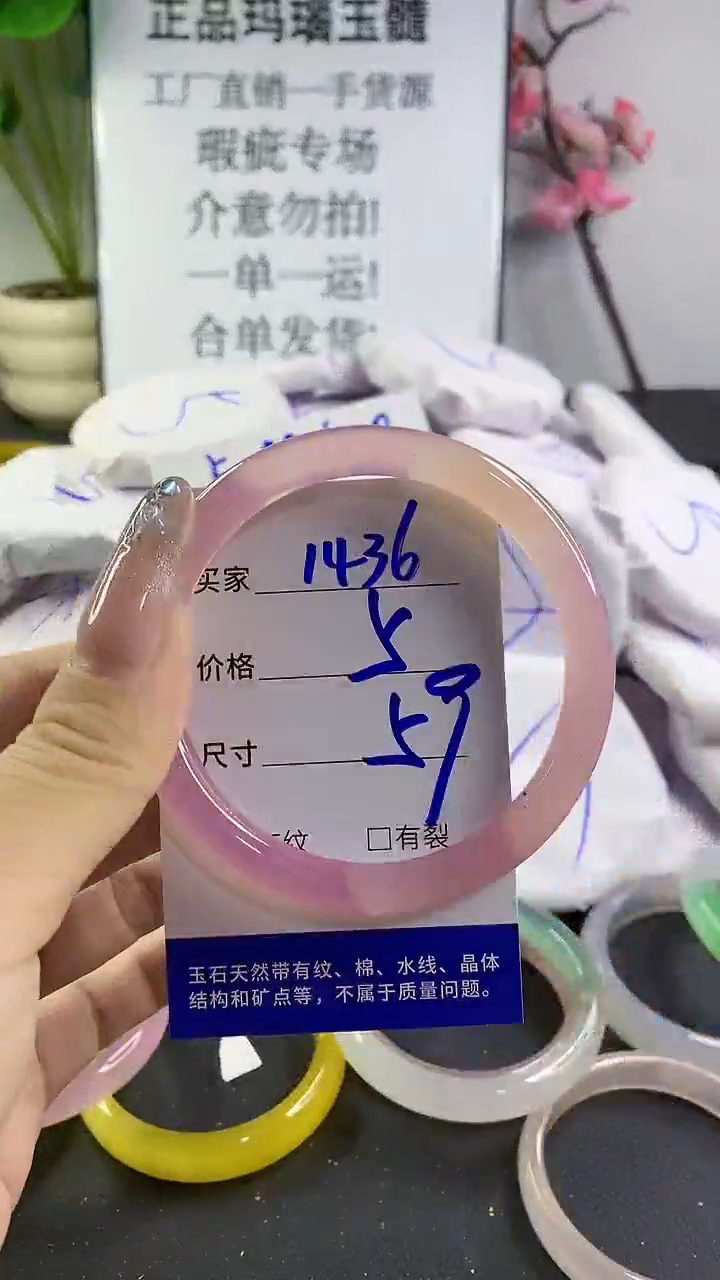 正品玛瑙玉髓
工厂直销一手货源
瑕疵专场
介意勿拍!
一单一运!
合单发货
买家 1436
价格 5
尺寸 59
纹 □有裂
玉石天然带有纹、棉、水线、晶体
结构和矿点等，不属于质量问题。